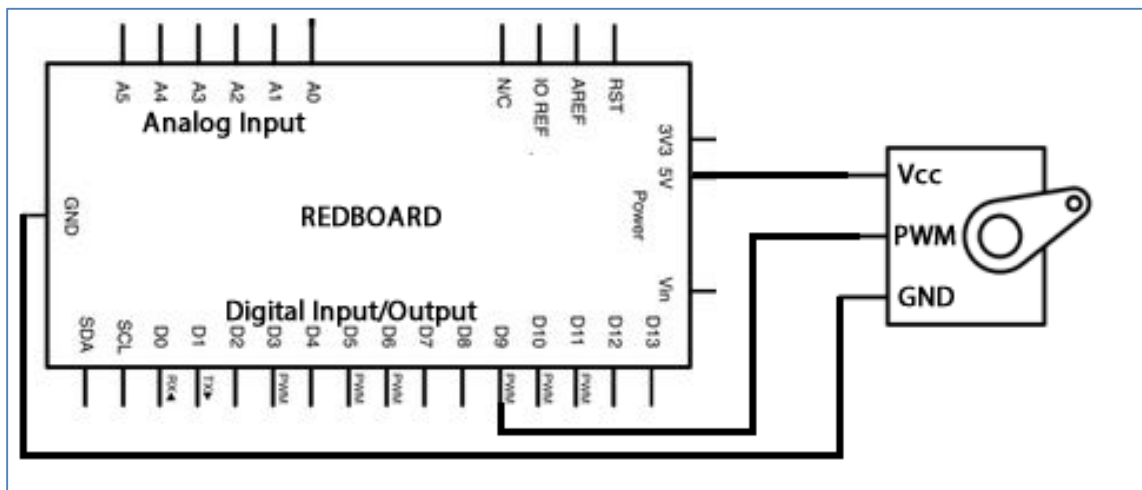 A5
A4
A3
A2
A1
A0
N/C
IO REF
AREF
RST
Analog Input
3V3
5V
Vcc
GND
REDBOARD
Power
PWM
Digital Input/Output
Vin
GND
SDA
SCL
D0
D1
D2
D3
D4
D5
D6
D7
D8
D9
D10
D11
D12
D13
RX◀
TX▶
PWM
PWM
PWM
PWM
PWM
PWM